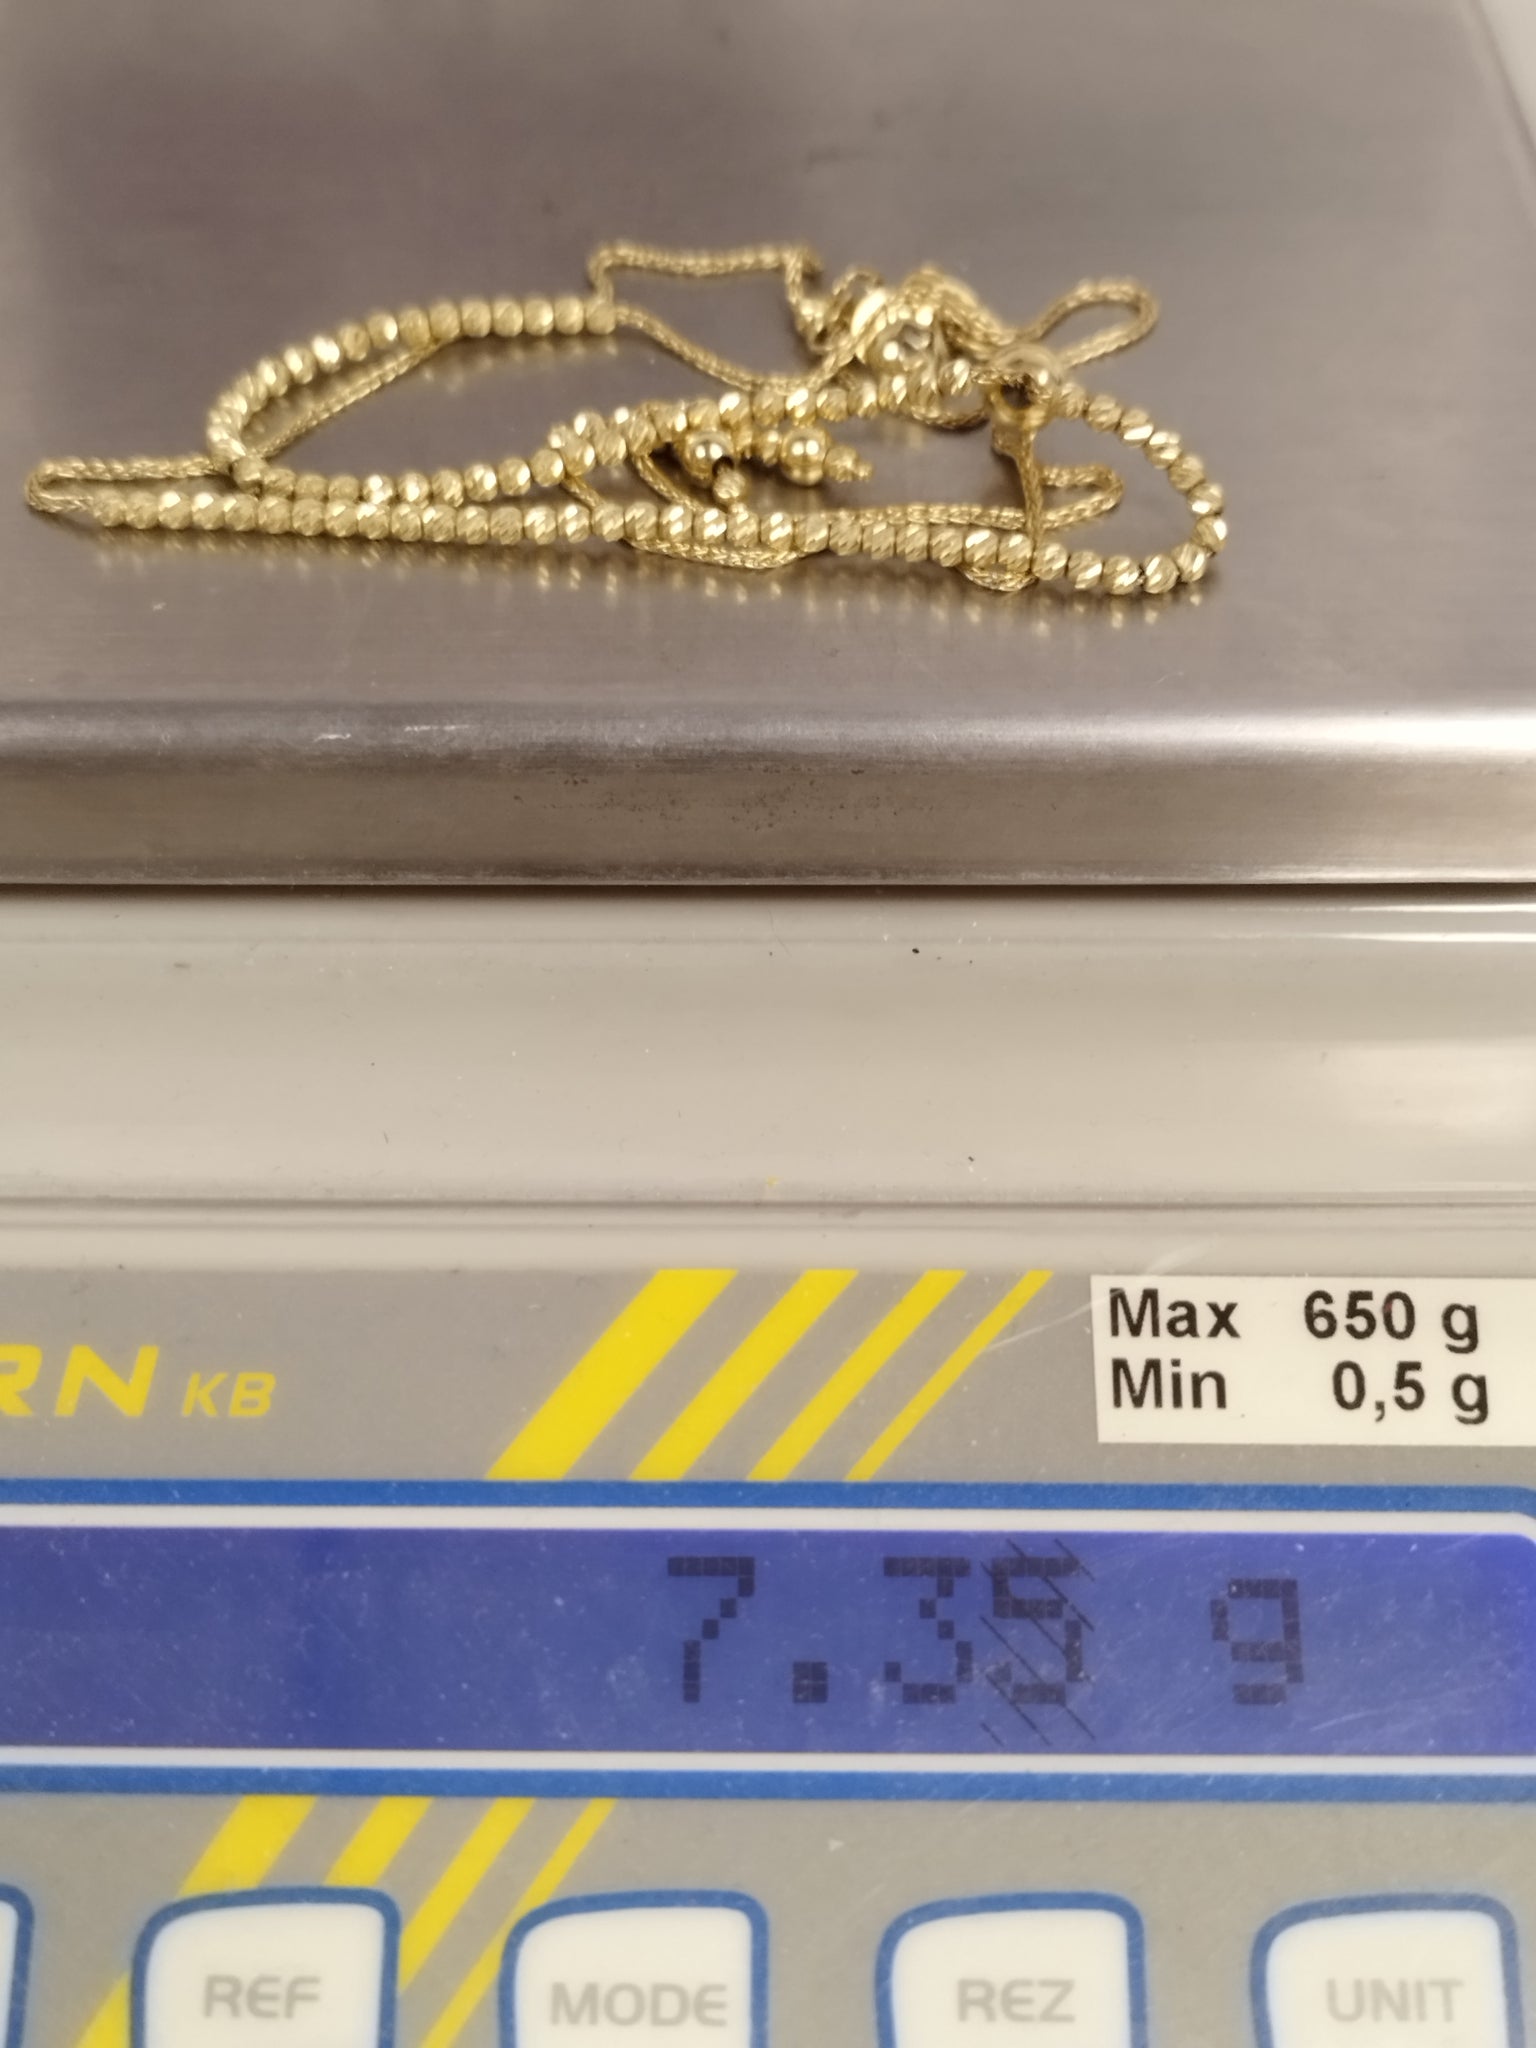 RN KB
Max 650 g
Min 0,5 g
7.35 g
REF MODE REZ UNIT